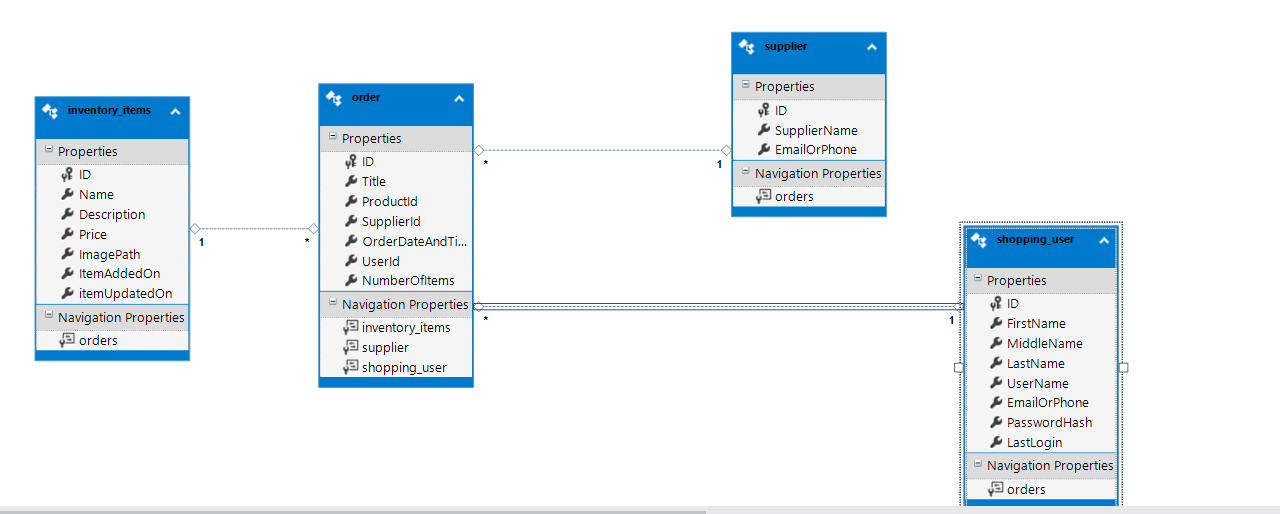 inventory_items
Properties
ID
Name
Description
Price
ImagePath
ItemAddedOn
itemUpdatedOn
Navigation Properties
orders
1
*
order
Properties
ID
Title
ProductId
SupplierId
OrderDateAndTi...
UserId
NumberOfItems
Navigation Properties
inventory_items
supplier
shopping_user
*
1
*
1
supplier
Properties
ID
SupplierName
EmailOrPhone
Navigation Properties
orders
shopping_user
Properties
ID
FirstName
MiddleName
LastName
UserName
EmailOrPhone
PasswordHash
LastLogin
Navigation Properties
orders